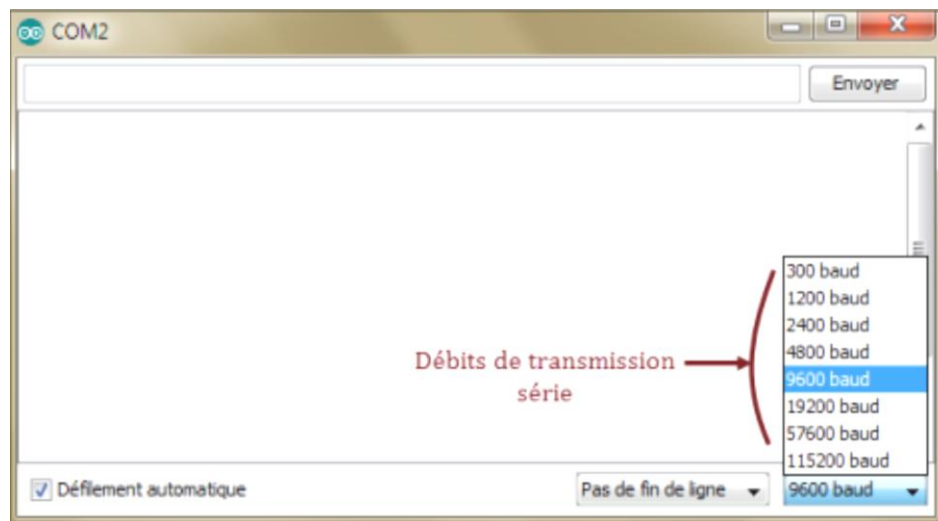 COM2
Envoyer
300 baud
1200 baud
2400 baud
4800 baud
9600 baud
19200 baud
57600 baud
115200 baud
Débits de transmission
série
Défilement automatique
Pas de fin de ligne
9600 baud